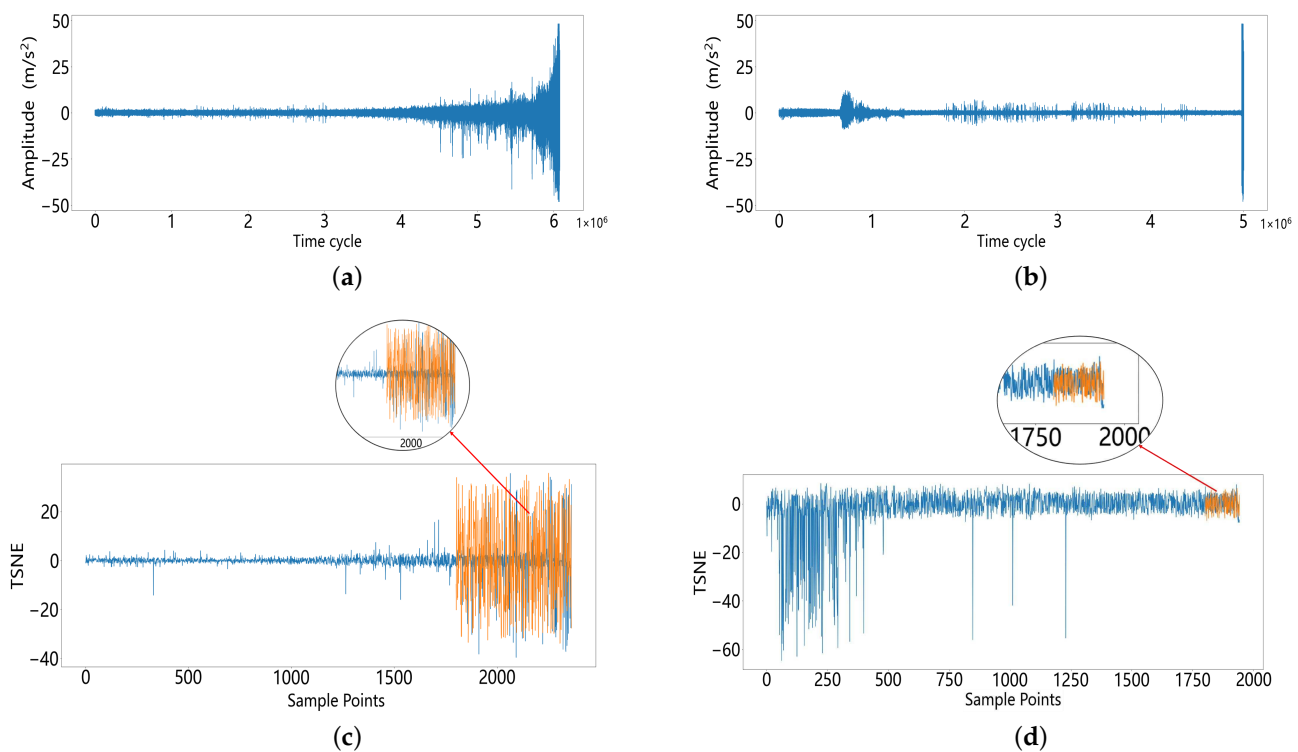 50
25
0
−25
−50
Amplitude (m/s²)
0 1 2 3 4 5 6 1×10⁶
Time cycle
(a)
50
25
0
−25
−50
Amplitude (m/s²)
0 1 2 3 4 5 1×10⁶
Time cycle
(b)
2000
20
0
−20
−40
TSNE
0 500 1000 1500 2000
Sample Points
(c)
1750 2000
0
−20
−40
−60
TSNE
0 250 500 750 1000 1250 1500 1750 2000
Sample Points
(d)